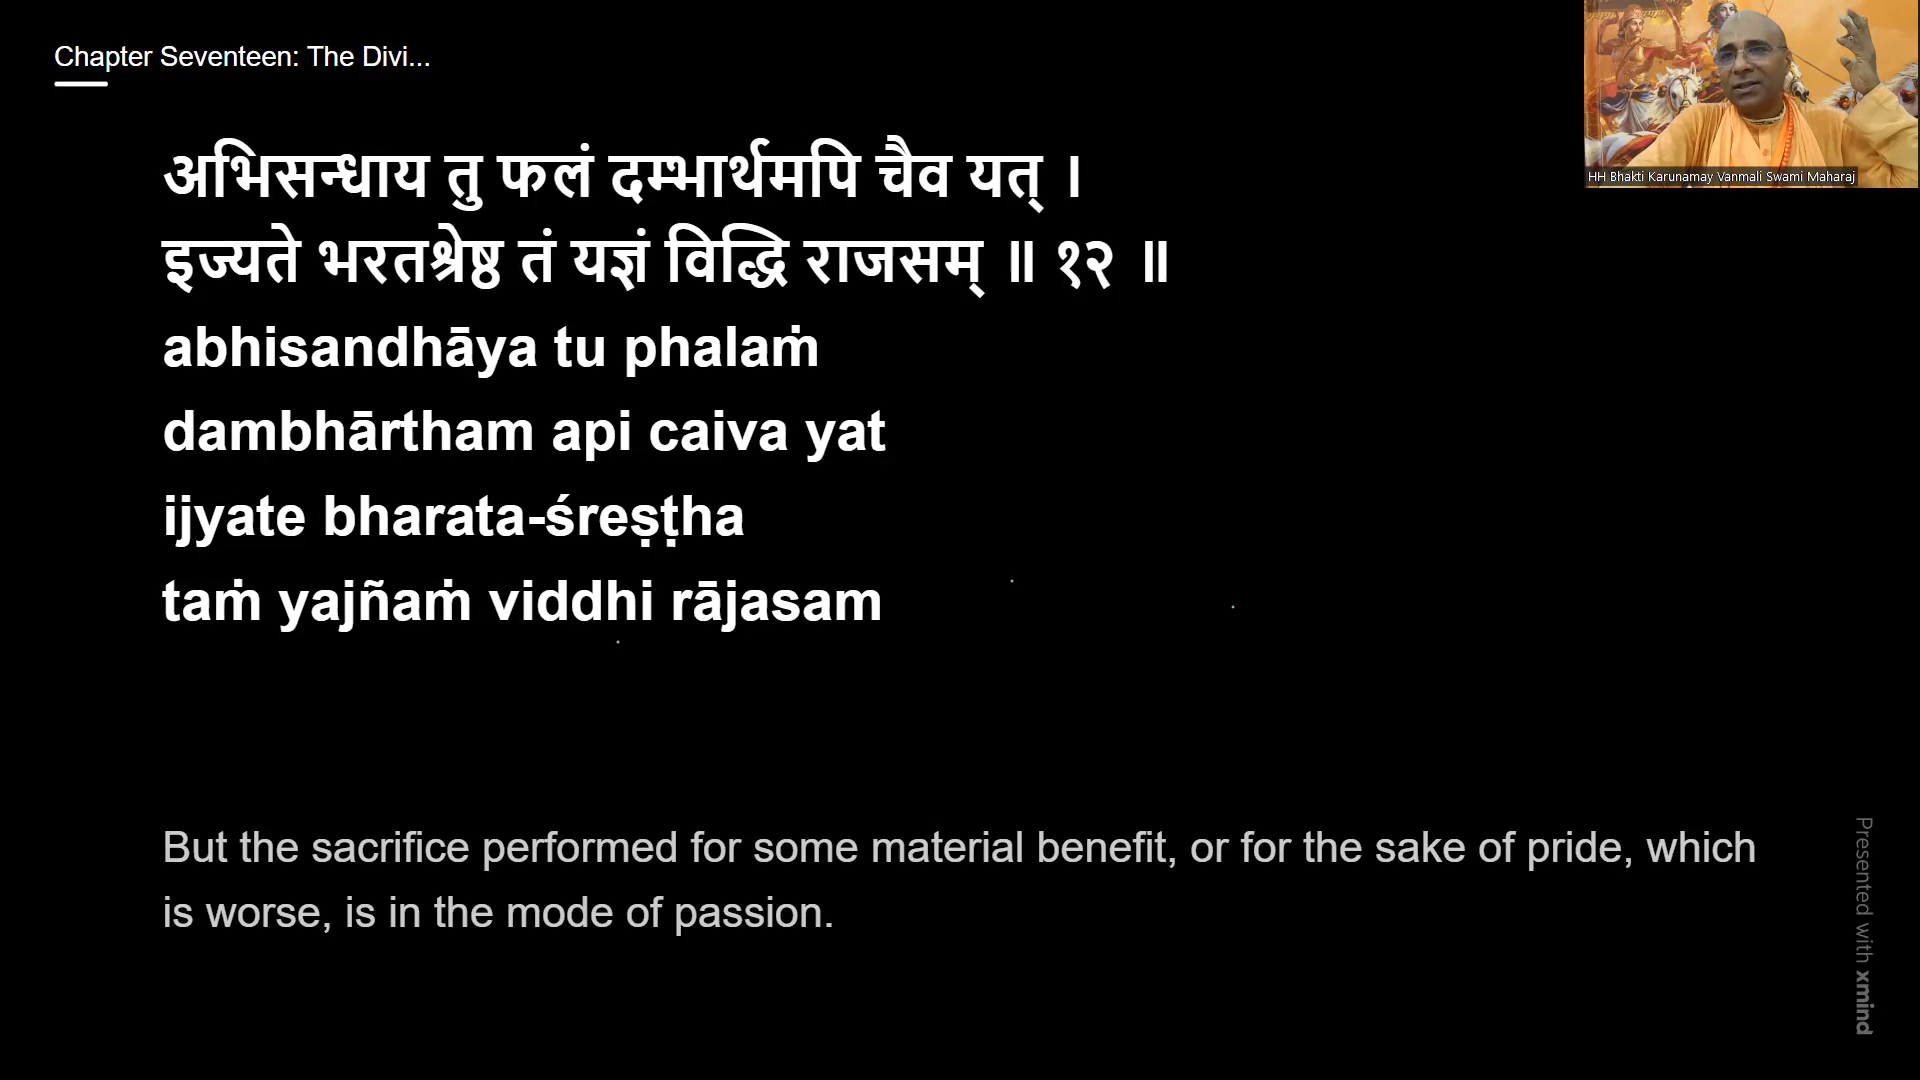 Chapter Seventeen: The Divi...
HH Bhakti Karunamay Vanmali Swami Maharaj
अभिसन्धाय तु फलं दम्भार्थमपि चैव यत् ।
इज्यते भरतश्रेष्ठ तं यज्ञं विद्धि राजसम् ॥ १२ ॥
abhisandhāya tu phalaṁ
dambhārtham api caiva yat
ijyate bharata-śreṣṭha
taṁ yajñaṁ viddhi rājasam
But the sacrifice performed for some material benefit, or for the sake of pride, which
is worse, is in the mode of passion.
Presented with xmind